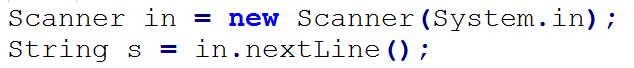 Scanner in = new Scanner(System.in);
String s = in.nextLine();